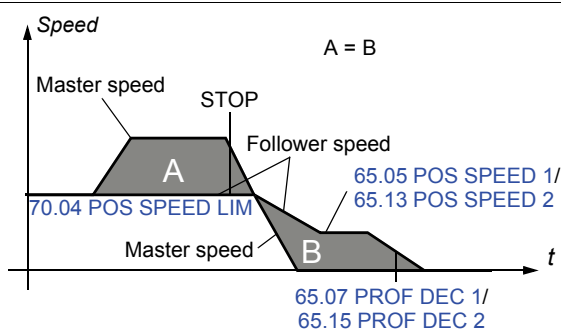 Speed
A = B
Master speed
STOP
Follower speed
A
65.05 POS SPEED 1/
65.13 POS SPEED 2
70.04 POS SPEED LIM
Master speed
B
t
65.07 PROF DEC 1/
65.15 PROF DEC 2